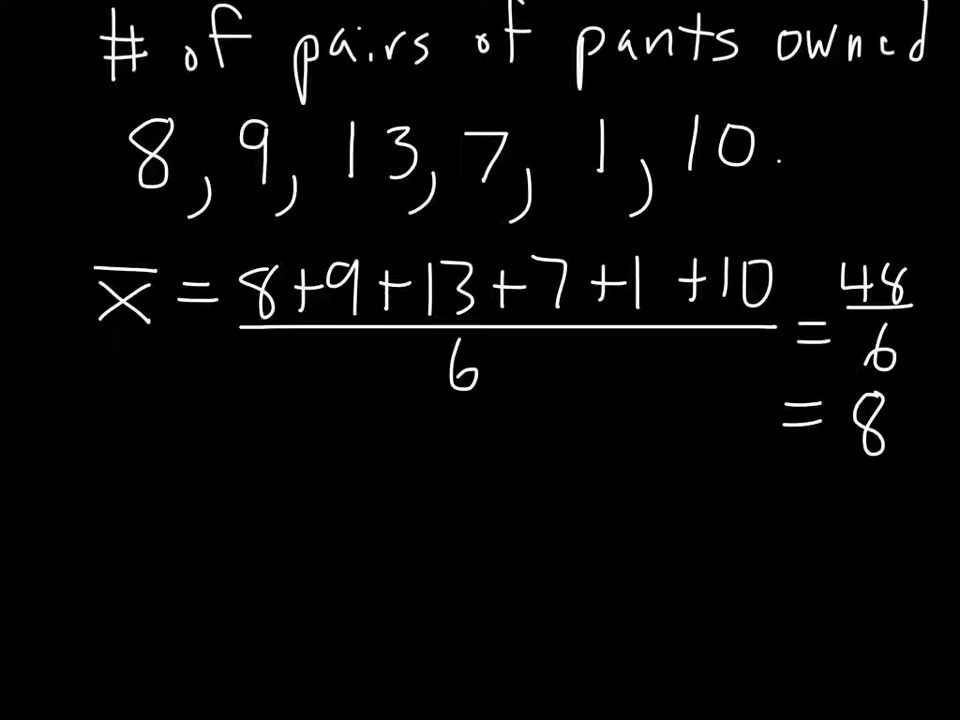 # of pairs of pants owned
8, 9, 13, 7, 1, 10.
x̅ = 8+9+13+7+1+10 = 48
6 6
= 8